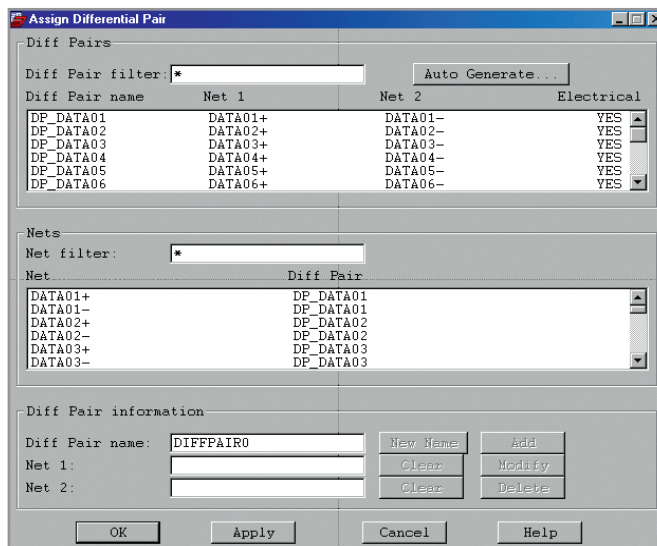 Assign Differential Pair
Diff Pairs
Diff Pair filter: * Auto Generate...
Diff Pair name Net 1 Net 2 Electrical
DP_DATA01 DATA01+ DATA01- YES
DP_DATA02 DATA02+ DATA02- YES
DP_DATA03 DATA03+ DATA03- YES
DP_DATA04 DATA04+ DATA04- YES
DP_DATA05 DATA05+ DATA05- YES
DP_DATA06 DATA06+ DATA06- YES
Nets
Net filter: *
Net Diff Pair
DATA01+ DP_DATA01
DATA01- DP_DATA01
DATA02+ DP_DATA02
DATA02- DP_DATA02
DATA03+ DP_DATA03
DATA03- DP_DATA03
Diff Pair information
Diff Pair name: DIFFPAIR0 New Name Add
Net 1: Clear Modify
Net 2: Clear Delete
OK Apply Cancel Help